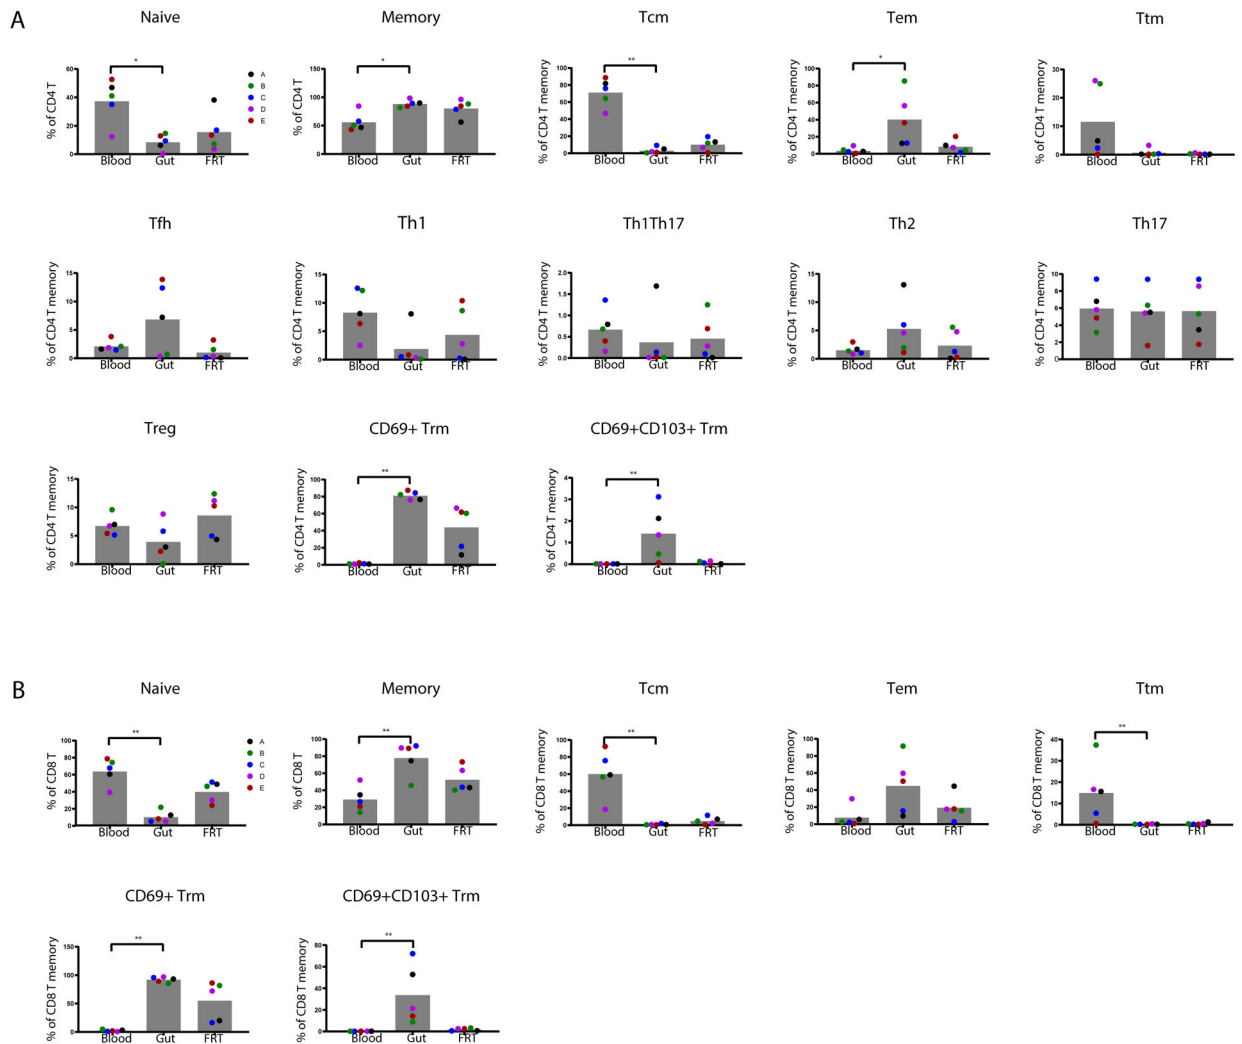 A
Naive
Memory
Tcm
Tem
Ttm
% of CD4 T
60
40
20
0
*
Blood
Gut
FRT
A
B
C
D
E
% of CD4 T
150
100
50
0
*
Blood
Gut
FRT
% of CD4 T memory
100
80
60
40
20
0
**
Blood
Gut
FRT
% of CD4 T memory
100
80
60
40
20
0
*
Blood
Gut
FRT
% of CD4 T memory
30
20
10
0
Blood
Gut
FRT
Tfh
Th1
Th1Th17
Th2
Th17
% of CD4 T memory
15
10
5
0
Blood
Gut
FRT
% of CD4 T memory
15
10
5
0
Blood
Gut
FRT
% of CD4 T memory
2.0
1.5
1.0
0.5
0.0
Blood
Gut
FRT
% of CD4 T memory
15
10
5
0
Blood
Gut
FRT
% of CD4 T memory
10
8
6
4
2
0
Blood
Gut
FRT
Treg
CD69+ Trm
CD69+CD103+ Trm
% of CD4 T memory
15
10
5
0
Blood
Gut
FRT
% of CD4 T memory
100
80
60
40
20
0
**
Blood
Gut
FRT
% of CD4 T memory
4
3
2
1
0
**
Blood
Gut
FRT
B
Naive
Memory
Tcm
Tem
Ttm
% of CD8 T
100
80
60
40
20
0
**
Blood
Gut
FRT
A
B
C
D
E
% of CD8 T
100
80
60
40
20
0
**
Blood
Gut
FRT
% of CD8 T memory
100
80
60
40
20
0
**
Blood
Gut
FRT
% of CD8 T memory
100
80
60
40
20
0
Blood
Gut
FRT
% of CD8 T memory
40
30
20
10
0
**
Blood
Gut
FRT
CD69+ Trm
CD69+CD103+ Trm
% of CD8 T memory
150
100
50
0
**
Blood
Gut
FRT
% of CD8 T memory
80
60
40
20
0
**
Blood
Gut
FRT